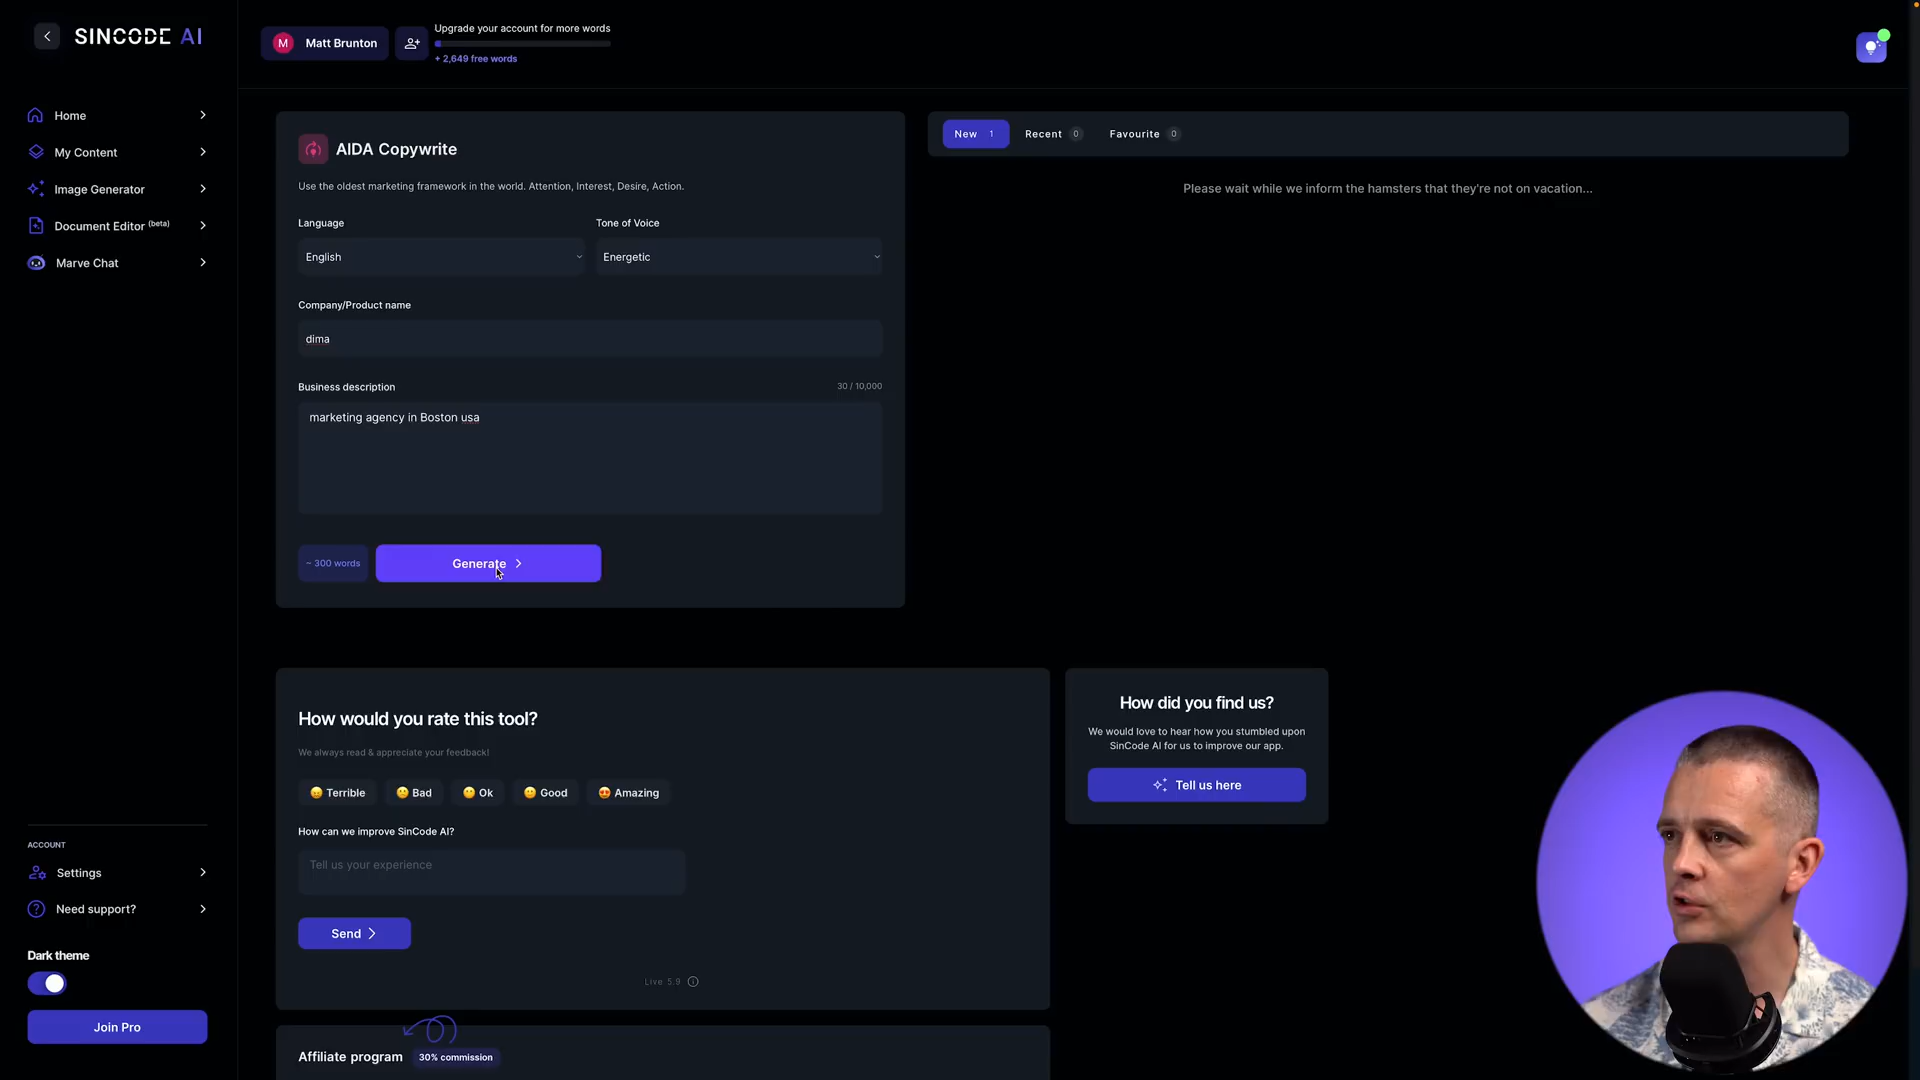 SINCODE AI
M Matt Brunton
Upgrade your account for more words
+ 2,649 free words
Home
My Content
Image Generator
Document Editor (beta)
Marve Chat
AIDA Copywrite
Use the oldest marketing framework in the world. Attention, Interest, Desire, Action.
Language
Tone of Voice
English
Energetic
Company/Product name
dima
Business description
30 / 10,000
marketing agency in Boston usa
~ 300 words
Generate
New 1
Recent 0
Favourite 0
Please wait while we inform the hamsters that they're not on vacation...
How would you rate this tool?
We always read & appreciate your feedback!
Terrible
Bad
Ok
Good
Amazing
How can we improve SinCode AI?
Tell us your experience
Send
Live 5.9
How did you find us?
We would love to hear how you stumbled upon
SinCode AI for us to improve our app.
Tell us here
Affiliate program
30% commission
ACCOUNT
Settings
Need support?
Dark theme
Join Pro